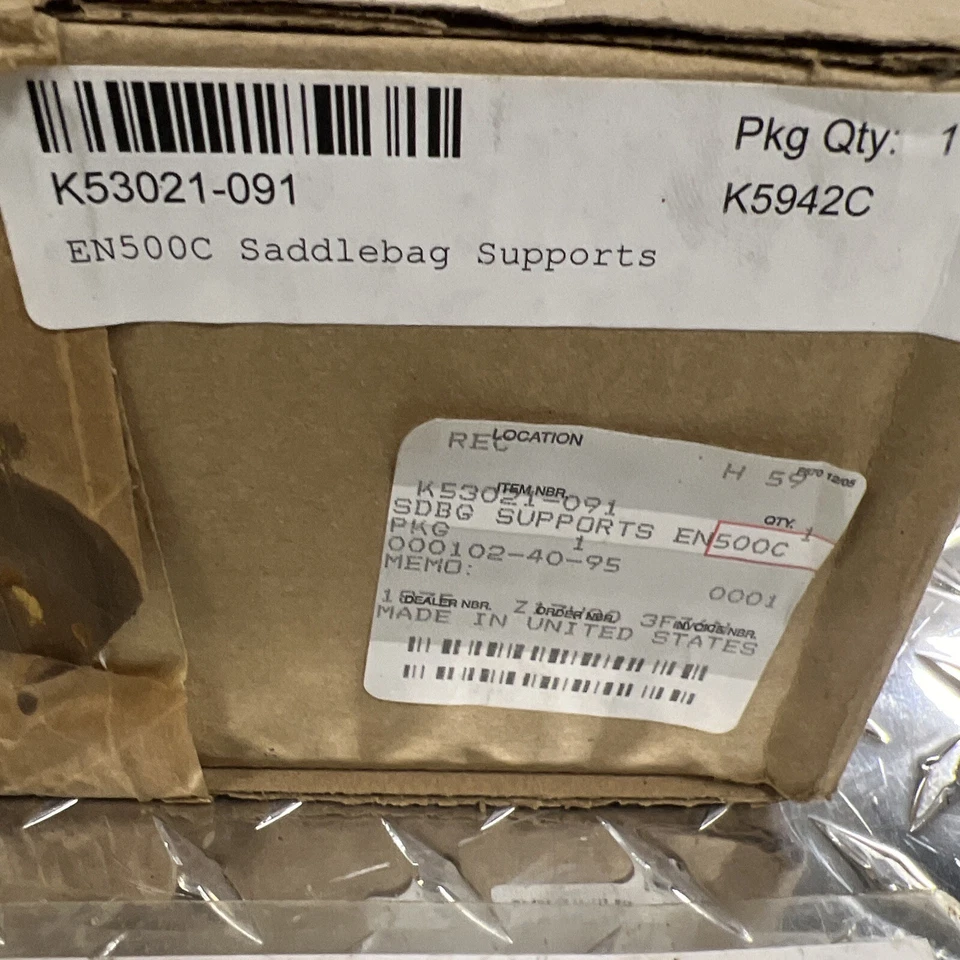 Pkg Qty: 1
K53021-091
K5942C
EN500C Saddlebag Supports
REC
LOCATION
H 59
ITEM NBR.
K53021-091
QTY. 1
SDBG SUPPORTS EN500C
PKG 1
000102-40-95
MEMO:
0001
DEALER NBR.
ORDER NBR.
INVOICE NBR.
MADE IN UNITED STATES